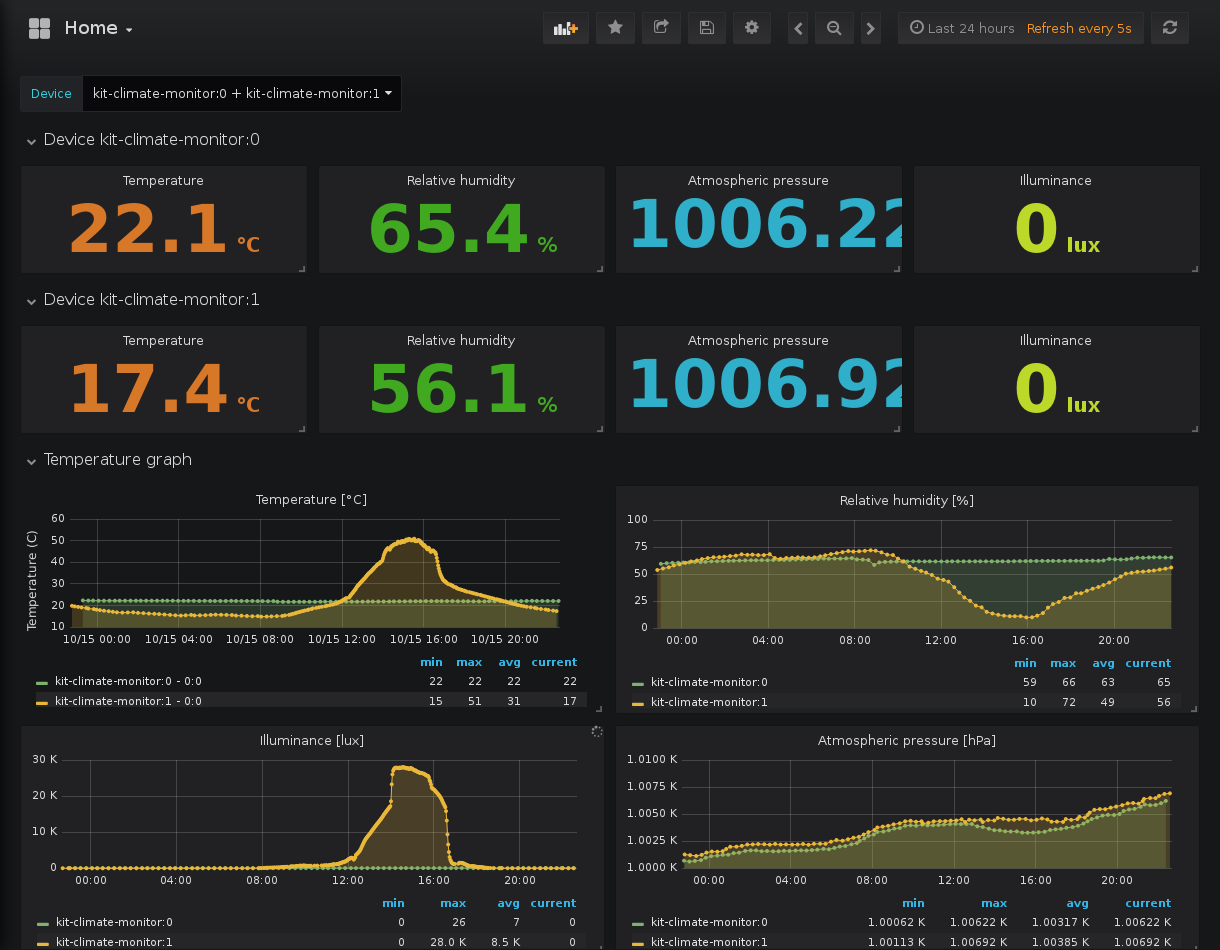 Home
Last 24 hours Refresh every 5s
Device kit-climate-monitor:0 + kit-climate-monitor:1
Device kit-climate-monitor:0
Temperature Relative humidity Atmospheric pressure Illuminance
22.1 °C 65.4 % 1006.22 0 lux
Device kit-climate-monitor:1
Temperature Relative humidity Atmospheric pressure Illuminance
17.4 °C 56.1 % 1006.92 0 lux
Temperature graph
Temperature [°C]
Temperature (C)
60
50
40
30
20
10
10/15 00:00 10/15 04:00 10/15 08:00 10/15 12:00 10/15 16:00 10/15 20:00
min max avg current
kit-climate-monitor:0 - 0:0 22 22 22 22
kit-climate-monitor:1 - 0:0 15 51 31 17
Relative humidity [%]
100
75
50
25
0
00:00 04:00 08:00 12:00 16:00 20:00
min max avg current
kit-climate-monitor:0 59 66 63 65
kit-climate-monitor:1 10 72 49 56
Illuminance [lux]
30 K
20 K
10 K
0
00:00 04:00 08:00 12:00 16:00 20:00
min max avg current
kit-climate-monitor:0 0 26 7 0
kit-climate-monitor:1 0 28.0 K 8.5 K 0
Atmospheric pressure [hPa]
1.0100 K
1.0075 K
1.0050 K
1.0025 K
1.0000 K
00:00 04:00 08:00 12:00 16:00 20:00
min max avg current
kit-climate-monitor:0 1.00062 K 1.00622 K 1.00317 K 1.00622 K
kit-climate-monitor:1 1.00113 K 1.00692 K 1.00385 K 1.00692 K